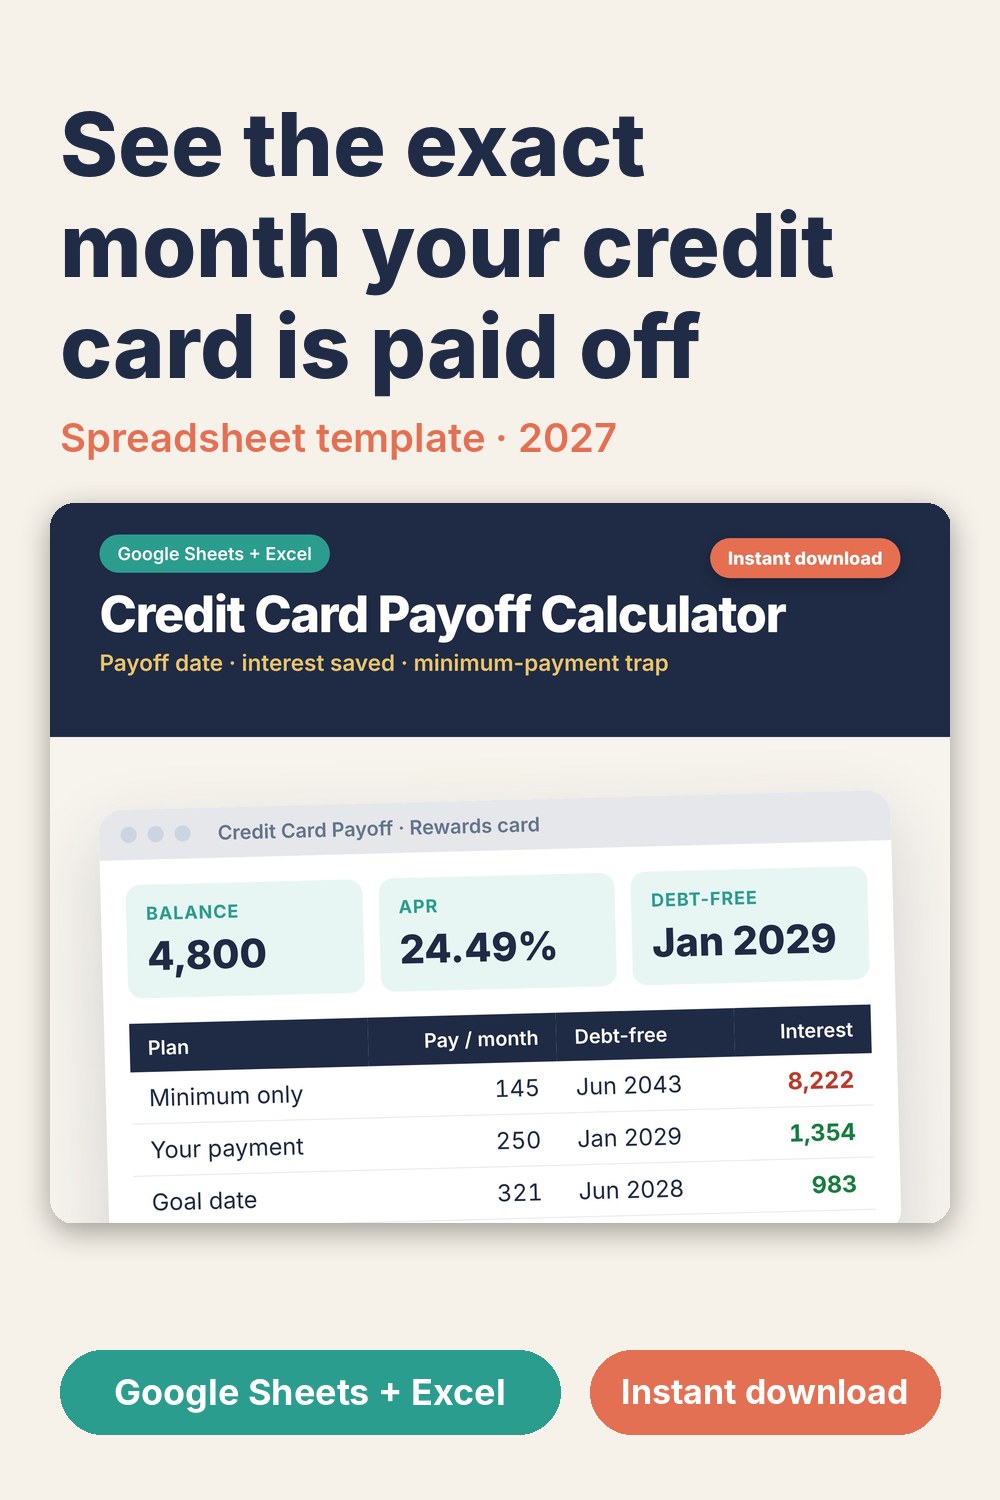 See the exact
month your credit
card is paid off
Spreadsheet template · 2027
Google Sheets + Excel
Instant download
Credit Card Payoff Calculator
Payoff date · interest saved · minimum-payment trap
Credit Card Payoff · Rewards card
BALANCE
4,800
APR
24.49%
DEBT-FREE
Jan 2029
Plan Pay / month Debt-free Interest
Minimum only 145 Jun 2043 8,222
Your payment 250 Jan 2029 1,354
Goal date 321 Jun 2028 983
Google Sheets + Excel
Instant download